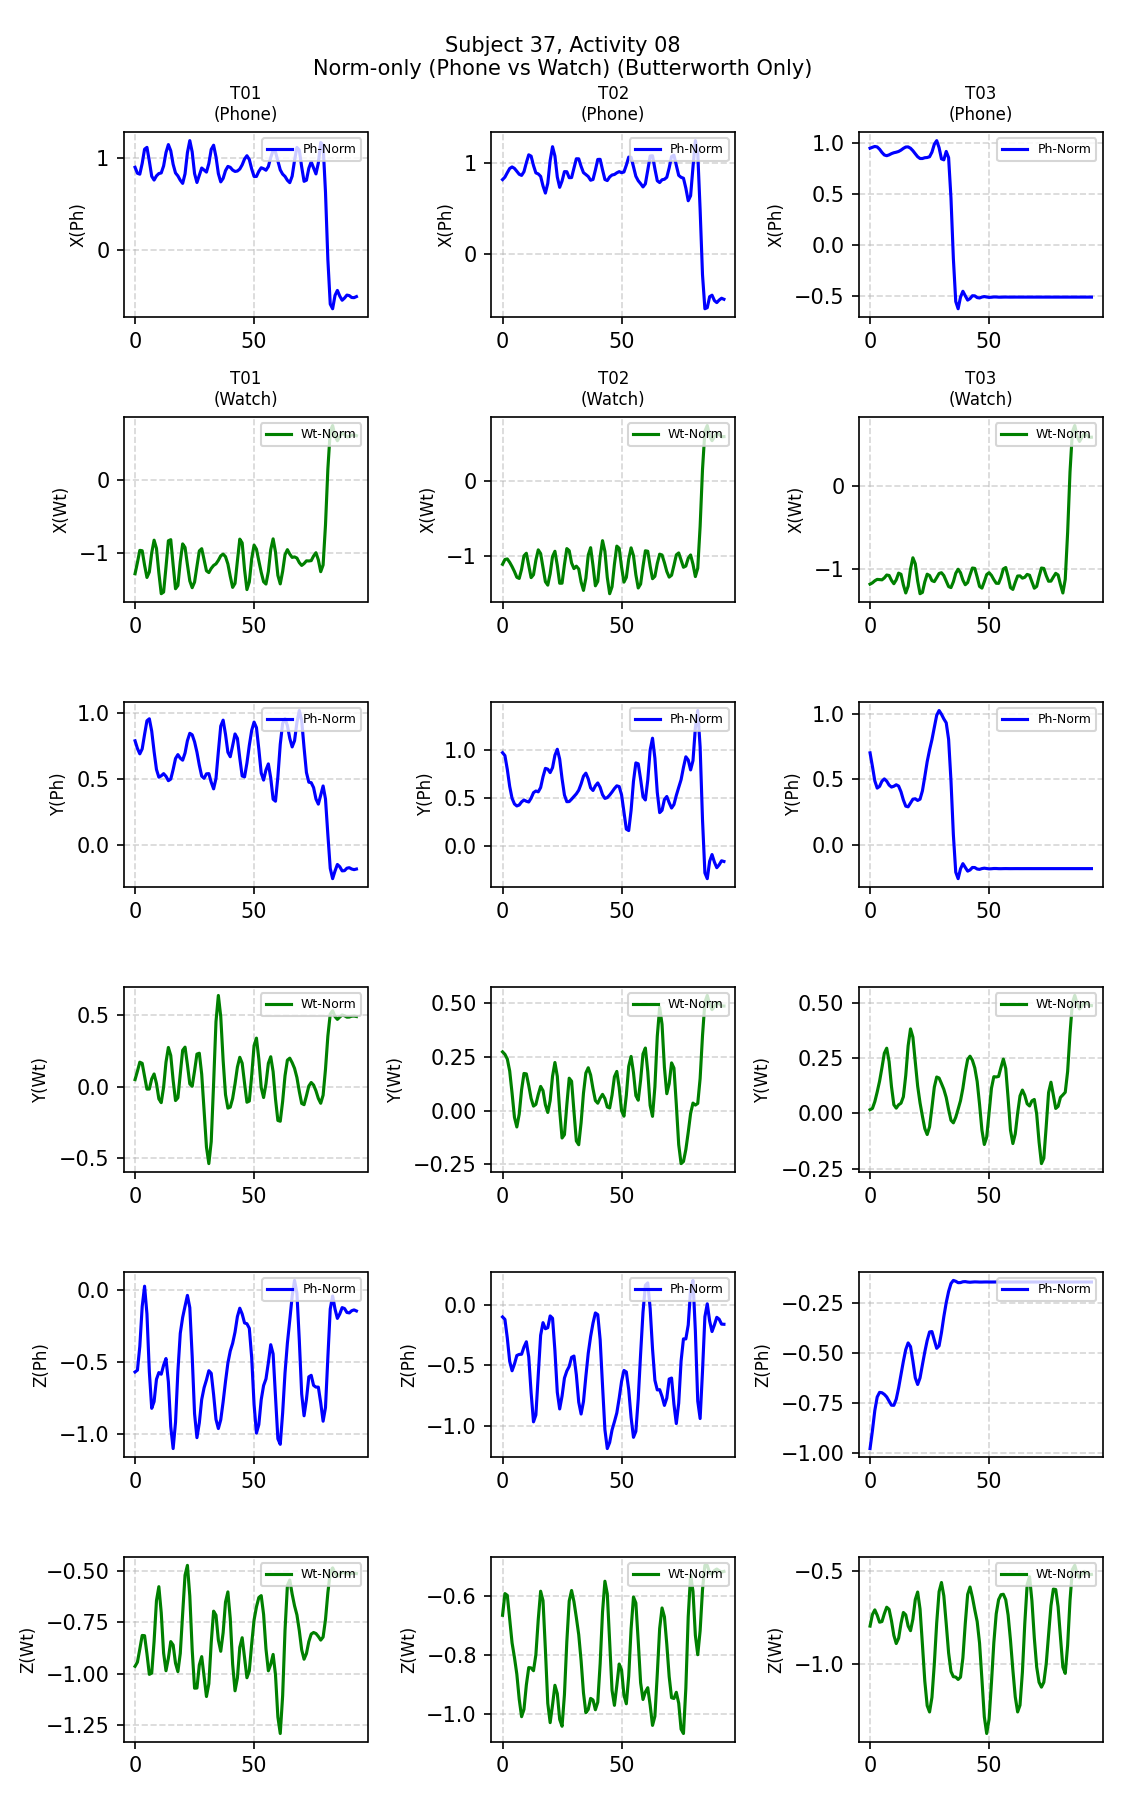 Subject 37, Activity 08
Norm-only (Phone vs Watch) (Butterworth Only)
T01
(Phone)
T02
(Phone)
T03
(Phone)
X(Ph)
1
0
0
50
Ph-Norm
X(Ph)
1
0
0
50
Ph-Norm
X(Ph)
1.0
0.5
0.0
−0.5
0
50
Ph-Norm
T01
(Watch)
T02
(Watch)
T03
(Watch)
X(Wt)
0
−1
0
50
Wt-Norm
X(Wt)
0
−1
0
50
Wt-Norm
X(Wt)
0
−1
0
50
Wt-Norm
Y(Ph)
1.0
0.5
0.0
0
50
Ph-Norm
Y(Ph)
1.0
0.5
0.0
0
50
Ph-Norm
Y(Ph)
1.0
0.5
0.0
0
50
Ph-Norm
Y(Wt)
0.5
0.0
−0.5
0
50
Wt-Norm
Y(Wt)
0.50
0.25
0.00
−0.25
0
50
Wt-Norm
Y(Wt)
0.50
0.25
0.00
−0.25
0
50
Wt-Norm
Z(Ph)
0.0
−0.5
−1.0
0
50
Ph-Norm
Z(Ph)
0.0
−0.5
−1.0
0
50
Ph-Norm
Z(Ph)
−0.25
−0.50
−0.75
−1.00
0
50
Ph-Norm
Z(Wt)
−0.50
−0.75
−1.00
−1.25
0
50
Wt-Norm
Z(Wt)
−0.6
−0.8
−1.0
0
50
Wt-Norm
Z(Wt)
−0.5
−1.0
0
50
Wt-Norm